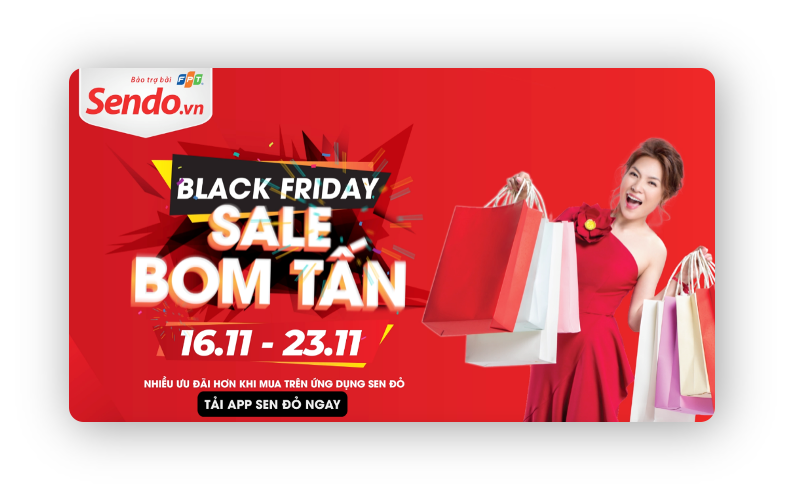 Bảo trợ bởi FPT
Sendo.vn
BLACK FRIDAY
SALE
BOM TẤN
16.11 - 23.11
NHIỀU ƯU ĐÃI HƠN KHI MUA TRÊN ỨNG DỤNG SEN ĐỎ
TẢI APP SEN ĐỎ NGAY